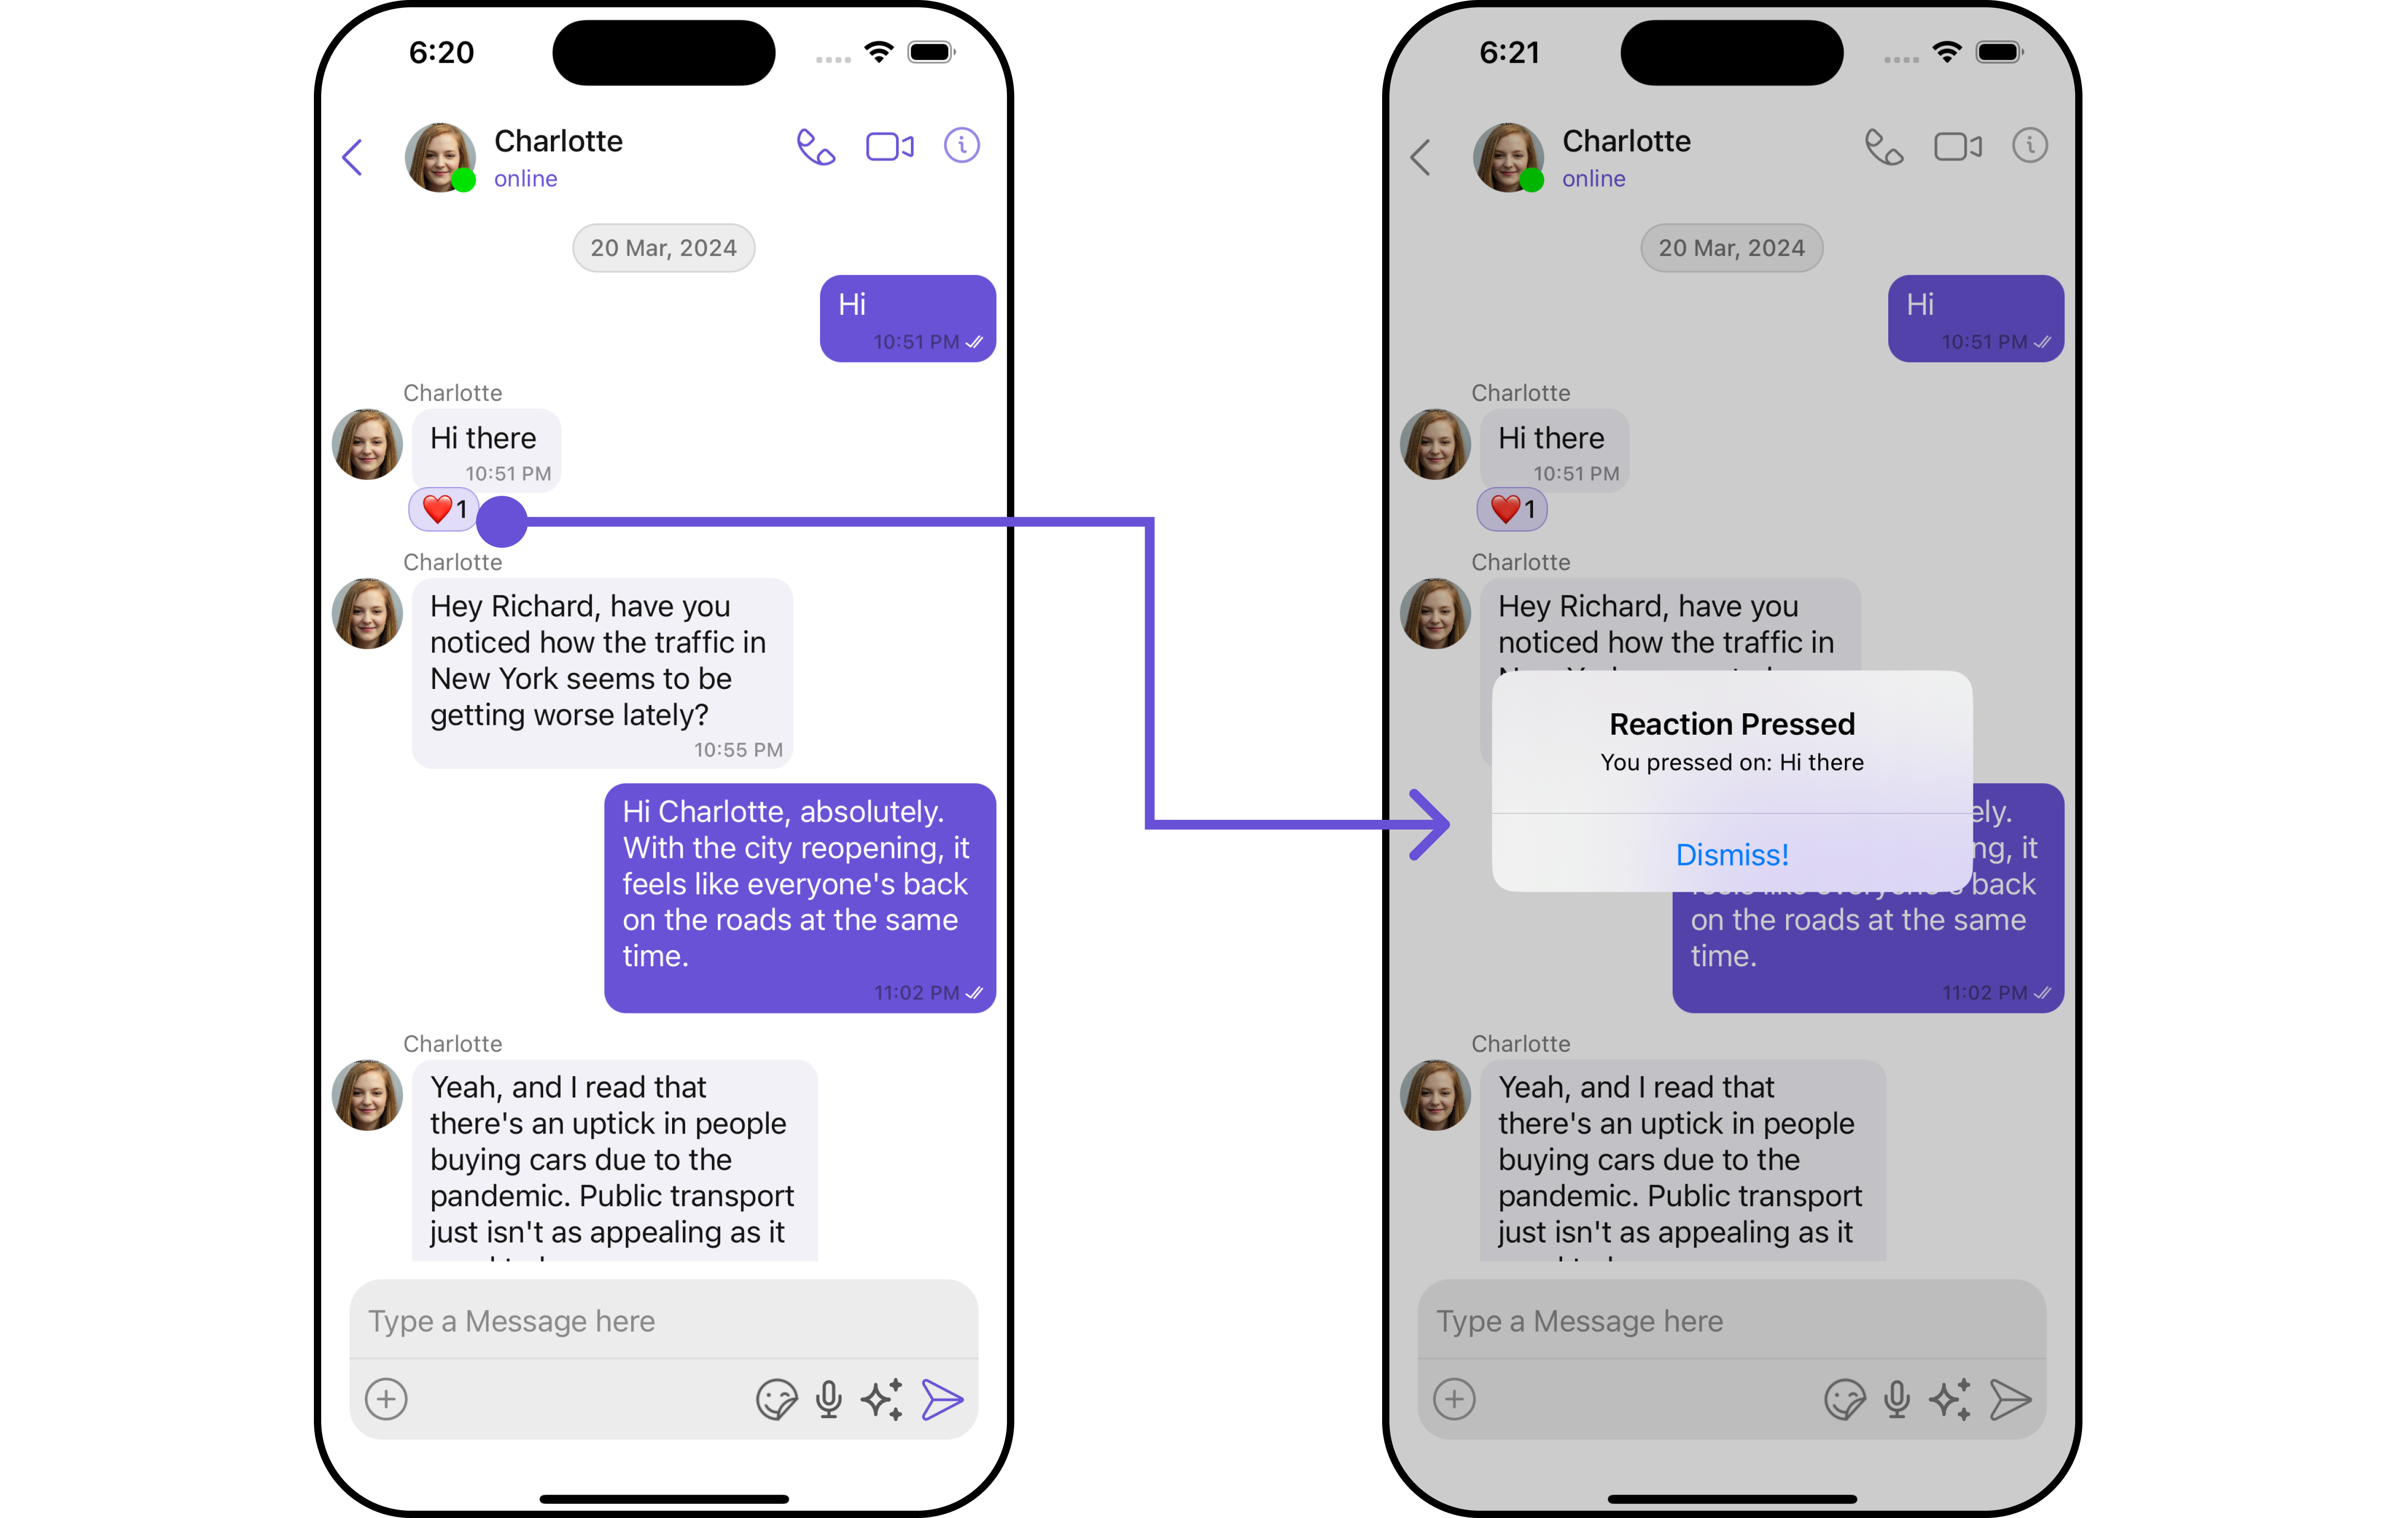 6:20
Charlotte
online
20 Mar, 2024
Hi
10:51 PM
Charlotte
Hi there
10:51 PM
1
Charlotte
Hey Richard, have you
noticed how the traffic in
New York seems to be
getting worse lately?
10:55 PM
Hi Charlotte, absolutely.
With the city reopening, it
feels like everyone's back
on the roads at the same
time.
11:02 PM
Charlotte
Yeah, and I read that
there's an uptick in people
buying cars due to the
pandemic. Public transport
just isn't as appealing as it
Type a Message here
6:21
Charlotte
online
20 Mar, 2024
Hi
10:51 PM
Charlotte
Hi there
10:51 PM
1
Charlotte
Hey Richard, have you
noticed how the traffic in
Reaction Pressed
You pressed on: Hi there
Dismiss!
ely.
ng, it
back
on the roads at the same
time.
11:02 PM
Charlotte
Yeah, and I read that
there's an uptick in people
buying cars due to the
pandemic. Public transport
just isn't as appealing as it
Type a Message here